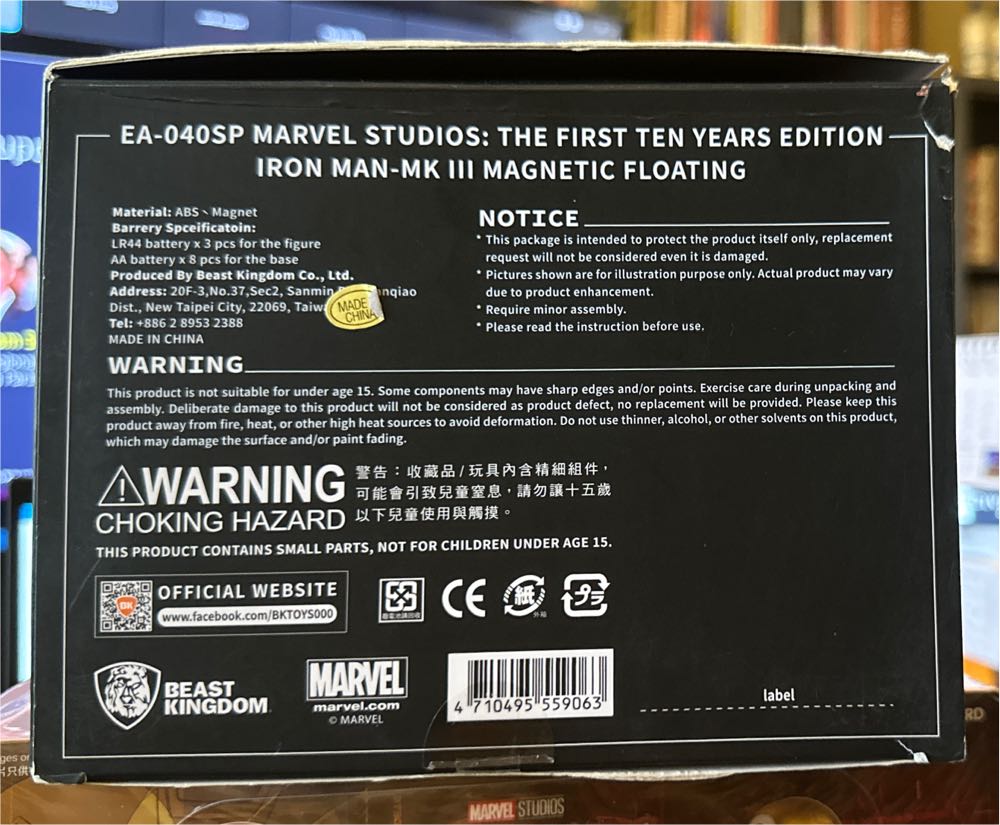 EA-040SP MARVEL STUDIOS: THE FIRST TEN YEARS EDITION
IRON MAN-MK III MAGNETIC FLOATING
Material: ABS、Magnet
Barrery Spceificatoin:
LR44 battery x 3 pcs for the figure
AA battery x 8 pcs for the base
Produced By Beast Kingdom Co., Ltd.
Address: 20F-3,No.37,Sec2, Sanmin
Dist., New Taipei City, 22069,
Tel: +886 2 8953 2388
MADE IN CHINA
MADE
CHINA
NOTICE
* This package is intended to protect the product itself only, replacement
request will not be considered even it is damaged.
* Pictures shown are for illustration purpose only. Actual product may vary
due to product enhancement.
* Require minor assembly.
* Please read the instruction before use.
WARNING
This product is not suitable for under age 15. Some components may have sharp edges and/or points. Exercise care during unpacking and
assembly. Deliberate damage to this product will not be considered as product defect, no replacement will be provided. Please keep this
product away from fire, heat, or other high heat sources to avoid deformation. Do not use thinner, alcohol, or other solvents on this product,
which may damage the surface and/or paint fading.
WARNING
CHOKING HAZARD
警告：收藏品/玩具內含精細組件，
可能會引致兒童窒息，請勿讓十五歲
以下兒童使用與觸摸。
THIS PRODUCT CONTAINS SMALL PARTS, NOT FOR CHILDREN UNDER AGE 15.
BK
OFFICIAL WEBSITE
www.facebook.com/BKTOYS000
廢電池請回收
CE
紙
外箱
プラ
BEAST
KINGDOM
MARVEL
marvel.com
© MARVEL
4 710495 559063
label
MARVEL STUDIOS